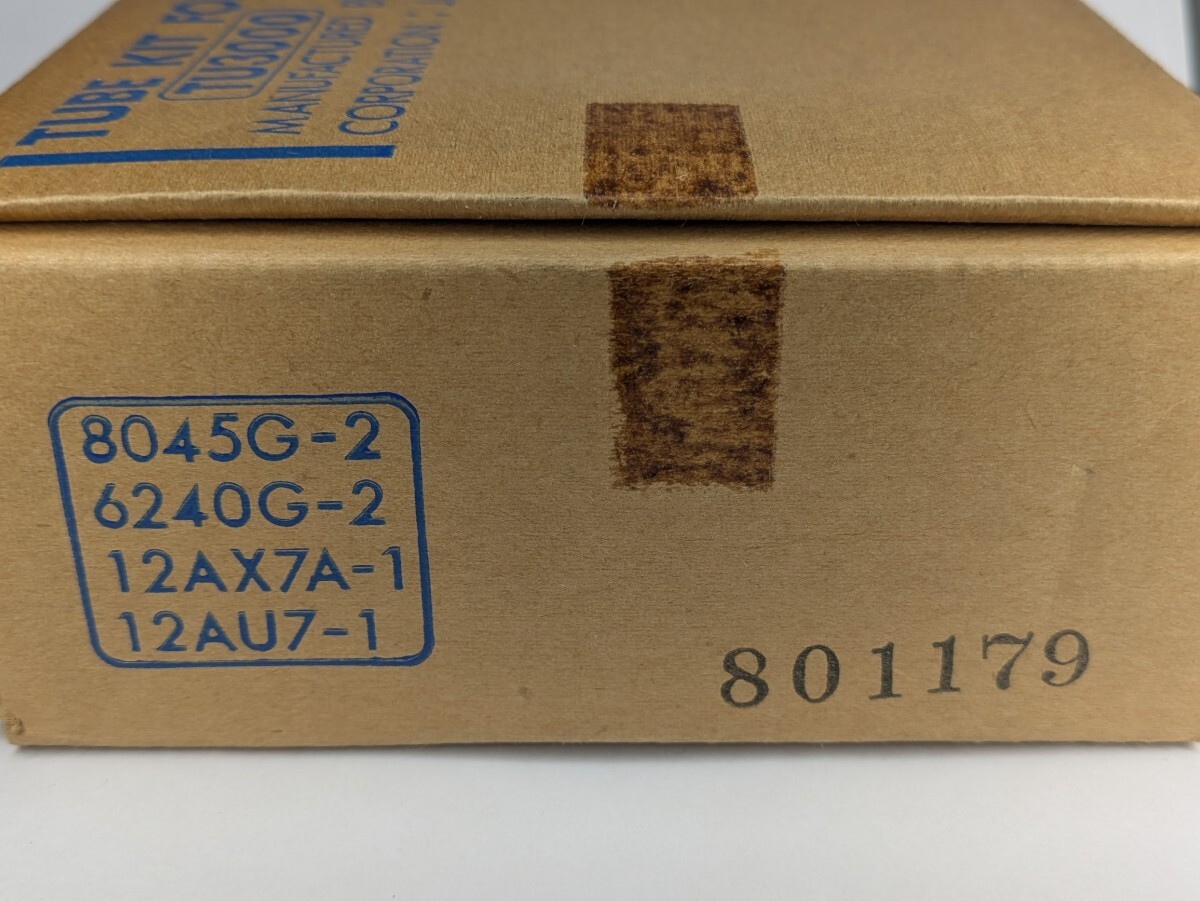 TUBE KIT FO
TU3000
MANUFACTURED
CORPORATION
8045G-2
6240G-2
12AX7A-1
12AU7-1
801179